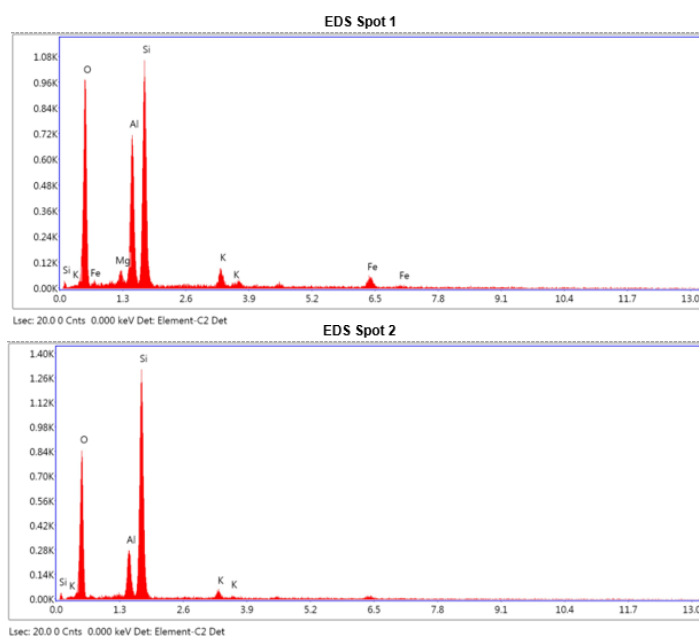 EDS Spot 1
1.08K
0.96K
0.84K
0.72K
0.60K
0.48K
0.36K
0.24K
0.12K
0.00K
Si
O
Al
Mg
K
Fe
Si K Fe
K Fe
0.0 1.3 2.6 3.9 5.2 6.5 7.8 9.1 10.4 11.7 13.0
Lsec: 20.0 0 Cnts 0.000 keV Det: Element-C2 Det
EDS Spot 2
1.40K
1.26K
1.12K
0.98K
0.84K
0.70K
0.56K
0.42K
0.28K
0.14K
0.00K
Si
O
Al
Si K
K K
0.0 1.3 2.6 3.9 5.2 6.5 7.8 9.1 10.4 11.7 13.0
Lsec: 20.0 0 Cnts 0.000 keV Det: Element-C2 Det